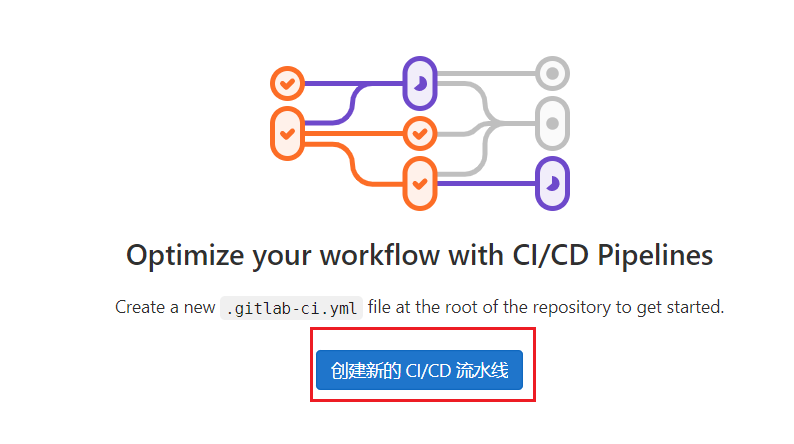 Optimize your workflow with CI/CD Pipelines
Create a new .gitlab-ci.yml file at the root of the repository to get started.
创建新的 CI/CD 流水线